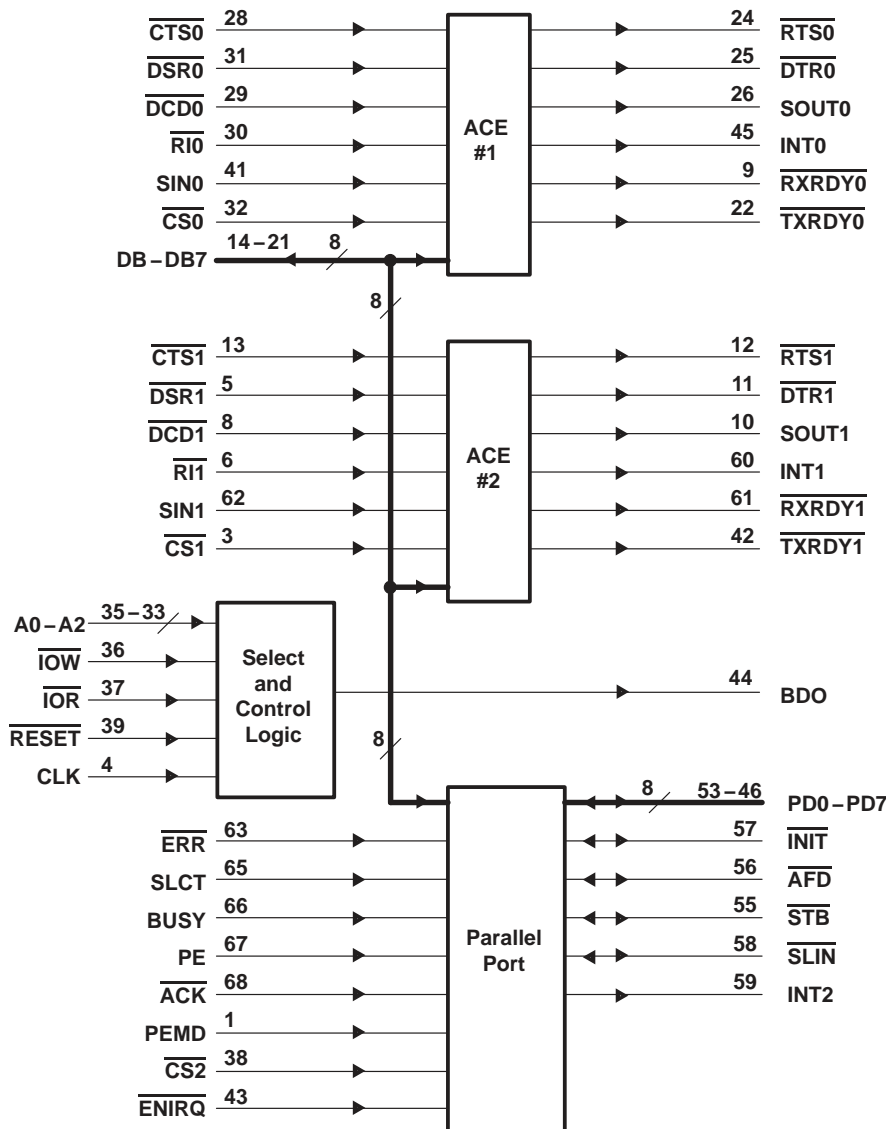 CTS0 28 24 RTS0
DSR0 31 25 DTR0
DCD0 29 26 SOUT0
RI0 30 ACE #1 45 INT0
SIN0 41 9 RXRDY0
CS0 32 22 TXRDY0
DB–DB7 14–21 8
8
CTS1 13 12 RTS1
DSR1 5 11 DTR1
DCD1 8 10 SOUT1
RI1 6 ACE #2 60 INT1
SIN1 62 61 RXRDY1
CS1 3 42 TXRDY1
A0–A2 35–33
IOW 36
IOR 37
RESET 39
CLK 4
Select
and
Control
Logic
44 BDO
8
8 53–46 PD0–PD7
ERR 63 57 INIT
SLCT 65 56 AFD
BUSY 66 55 STB
PE 67 58 SLIN
ACK 68 59 INT2
Parallel
Port
PEMD 1
CS2 38
ENIRQ 43